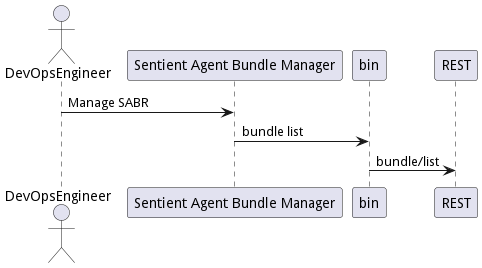 DevOpsEngineer
Sentient Agent Bundle Manager
bin
REST
Manage SABR
bundle list
bundle/list
DevOpsEngineer
Sentient Agent Bundle Manager
bin
REST